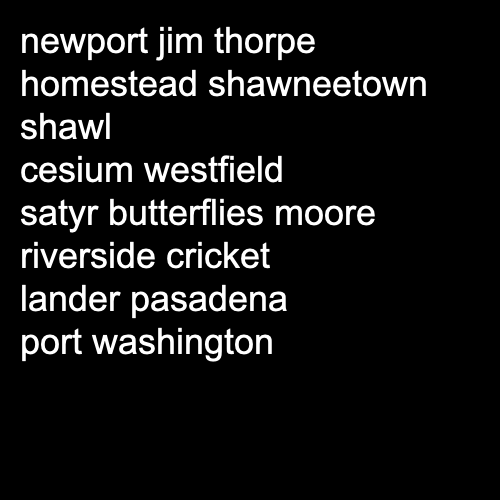 newport jim thorpe
homestead shawneetown
shawl
cesium westfield
satyr butterflies moore
riverside cricket
lander pasadena
port washington